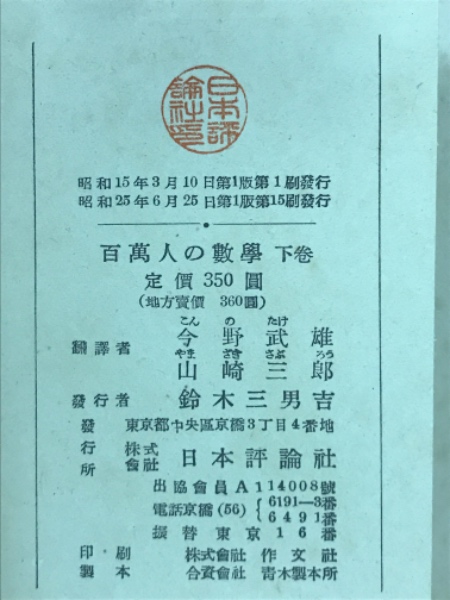 日本評
論社印
昭和15年3月10日第1版第1刷發行
昭和25年6月25日第1版第15刷發行
百萬人の數學 下卷
定價 350 圓
(地方賣價 360圓)
こん の たけ
飜譯者 今野武雄
やま ざき さぶ ろう
山崎三郎
發行者 鈴木三男吉
發行所 東京都中央區京橋3丁目4番地
株式會社 日本評論社
出協會員A114008號
電話京橋(56) 6191—3番
6491番
振替東京16番
印刷 株式會社 作文社
製本 合資會社 青木製本所